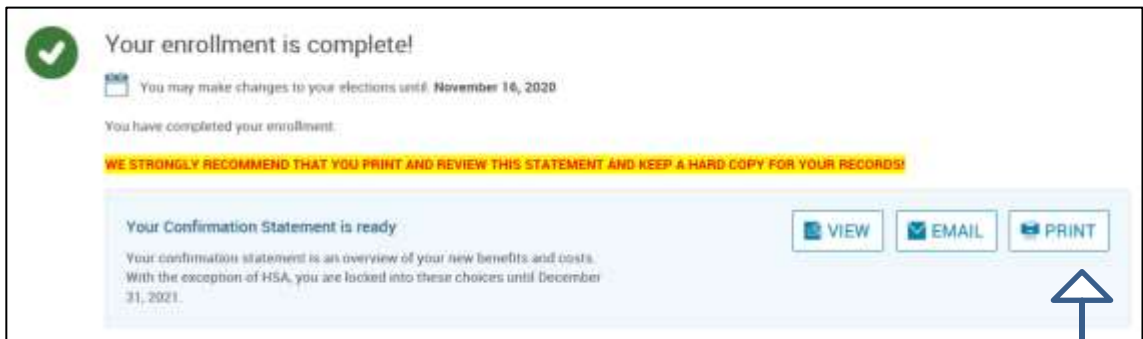 Your enrollment is complete!
You may make changes to your elections until November 16, 2020
You have completed your enrollment.
WE STRONGLY RECOMMEND THAT YOU PRINT AND REVIEW THIS STATEMENT AND KEEP A HARD COPY FOR YOUR RECORDS!
Your Confirmation Statement is ready
VIEW
EMAIL
PRINT
Your confirmation statement is an overview of your new benefits and costs.
With the exception of HSA, you are locked into these choices until December
31, 2021.